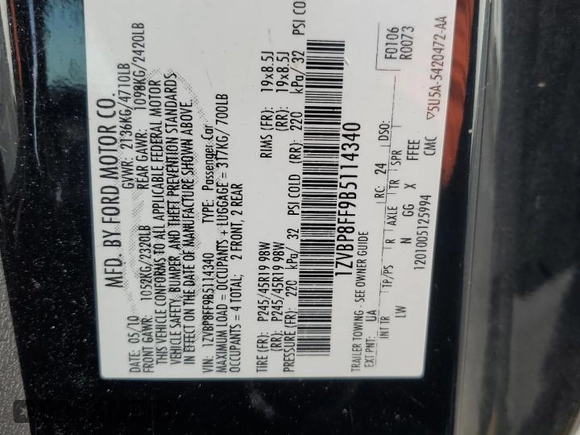 MFD. BY FORD MOTOR CO.
DATE: 05/10 GVWR: 2136KG/4710LB
FRONT GAWR: 1052KG/2320LB REAR GAWR: 1098KG/2420LB
THIS VEHICLE CONFORMS TO ALL APPLICABLE FEDERAL MOTOR
VEHICLE SAFETY, BUMPER, AND THEFT PREVENTION STANDARDS
IN EFFECT ON THE DATE OF MANUFACTURE SHOWN ABOVE.
VIN: 1ZVBP8FF9B5114340 TYPE: Passenger Car
MAXIMUM LOAD = OCCUPANTS + LUGGAGE = 317KG/700LB
OCCUPANTS = 4 TOTAL; 2 FRONT, 2 REAR
TIRE (FR): P245/45R19 98W RIMS (FR): 19x8.5J
(RR): P245/45R19 98W (RR): 19x8.5J
PRESSURE (FR): 220 kPa/ 32 PSI COLD (RR): 220 kPa/ 32 PSI COLD
1ZVBP8FF9B5114340
TRAILER TOWING - SEE OWNER GUIDE
EXT PNT: UA RC: 24 DSO: F0106
R0073
INT TR TP/PS R AXLE TR SPR
LW N GG X FFEE
1201005125994 CMC
▽5U5A-5420472-AA